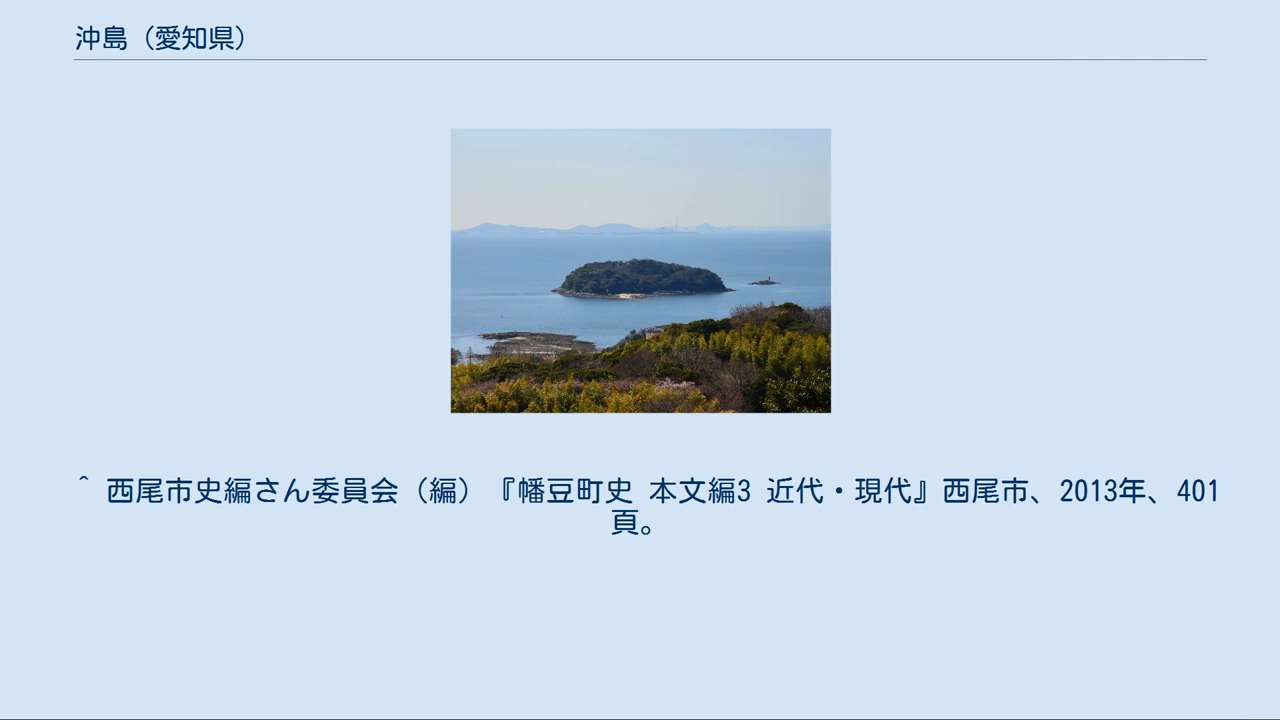 沖島（愛知県）
^ 西尾市史編さん委員会（編）『幡豆町史 本文編3 近代・現代』西尾市、2013年、401
頁。